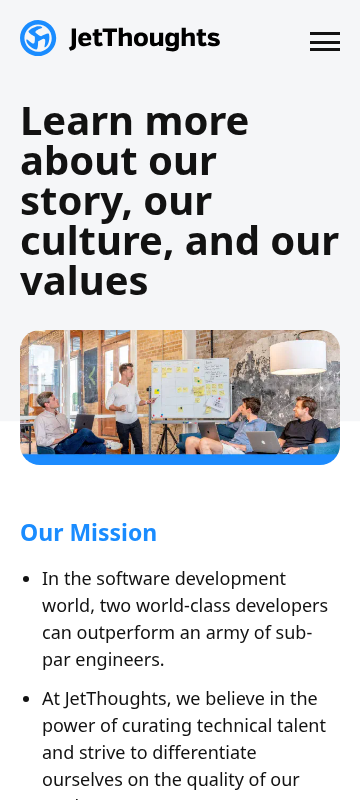 JetThoughts
Learn more
about our
story, our
culture, and our
values
Our Mission
• In the software development
world, two world-class developers
can outperform an army of sub-
par engineers.
• At JetThoughts, we believe in the
power of curating technical talent
and strive to differentiate
ourselves on the quality of our